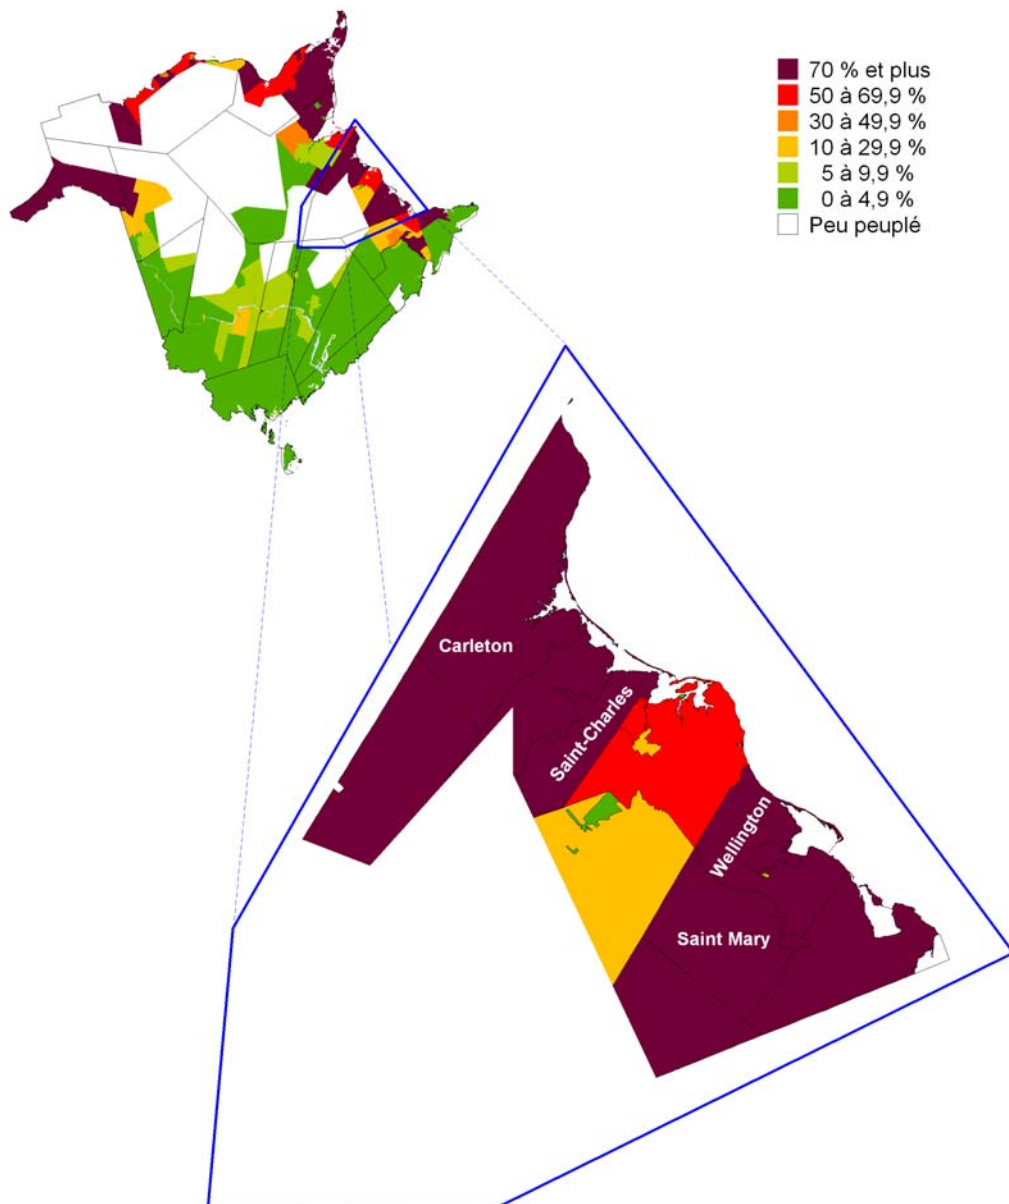 70 % et plus
50 à 69,9 %
30 à 49,9 %
10 à 29,9 %
5 à 9,9 %
0 à 4,9 %
Peu peuplé
Carleton
Saint-Charles
Wellington
Saint Mary